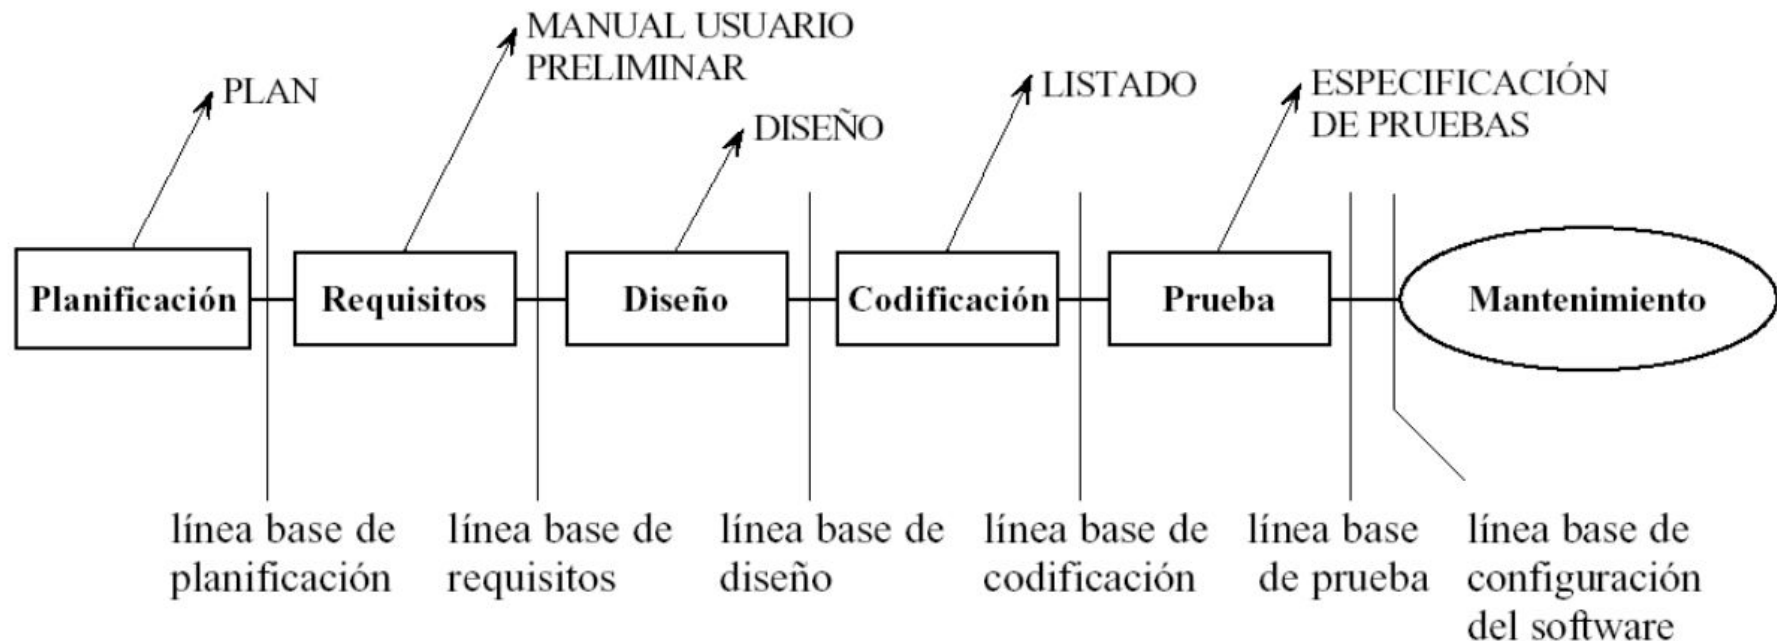 MANUAL USUARIO
PRELIMINAR
PLAN
LISTADO
ESPECIFICACIÓN
DE PRUEBAS
DISEÑO
Planificación
Requisitos
Diseño
Codificación
Prueba
Mantenimiento
línea base de
planificación
línea base de
requisitos
línea base de
diseño
línea base de
codificación
línea base
de prueba
línea base de
configuración
del software